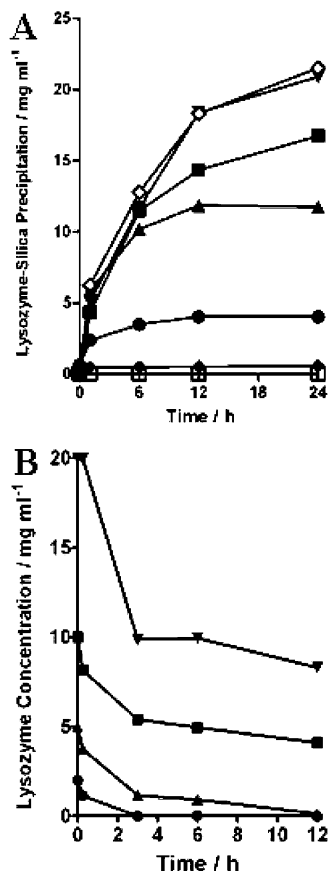 A
Lysozyme-Silica Precipitation / mg ml-1
25
20
15
10
5
0
0 6 12 18 24
Time / h
B
Lysozyme Concentration / mg ml-1
20
15
10
5
0
0 3 6 9 12
Time / h